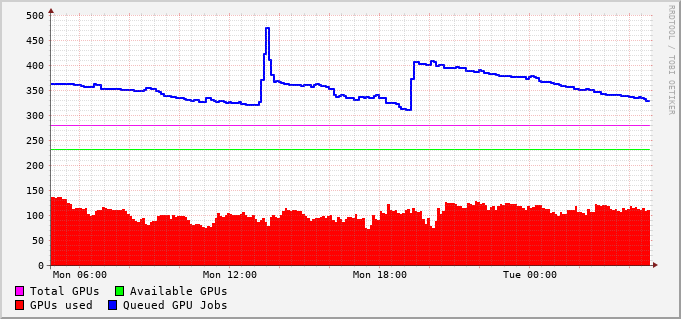 500
450
400
350
300
250
200
150
100
50
0
Mon 06:00 Mon 12:00 Mon 18:00 Tue 00:00
Total GPUs Available GPUs
GPUs used Queued GPU Jobs
RRDTOOL / TOBI OETIKER